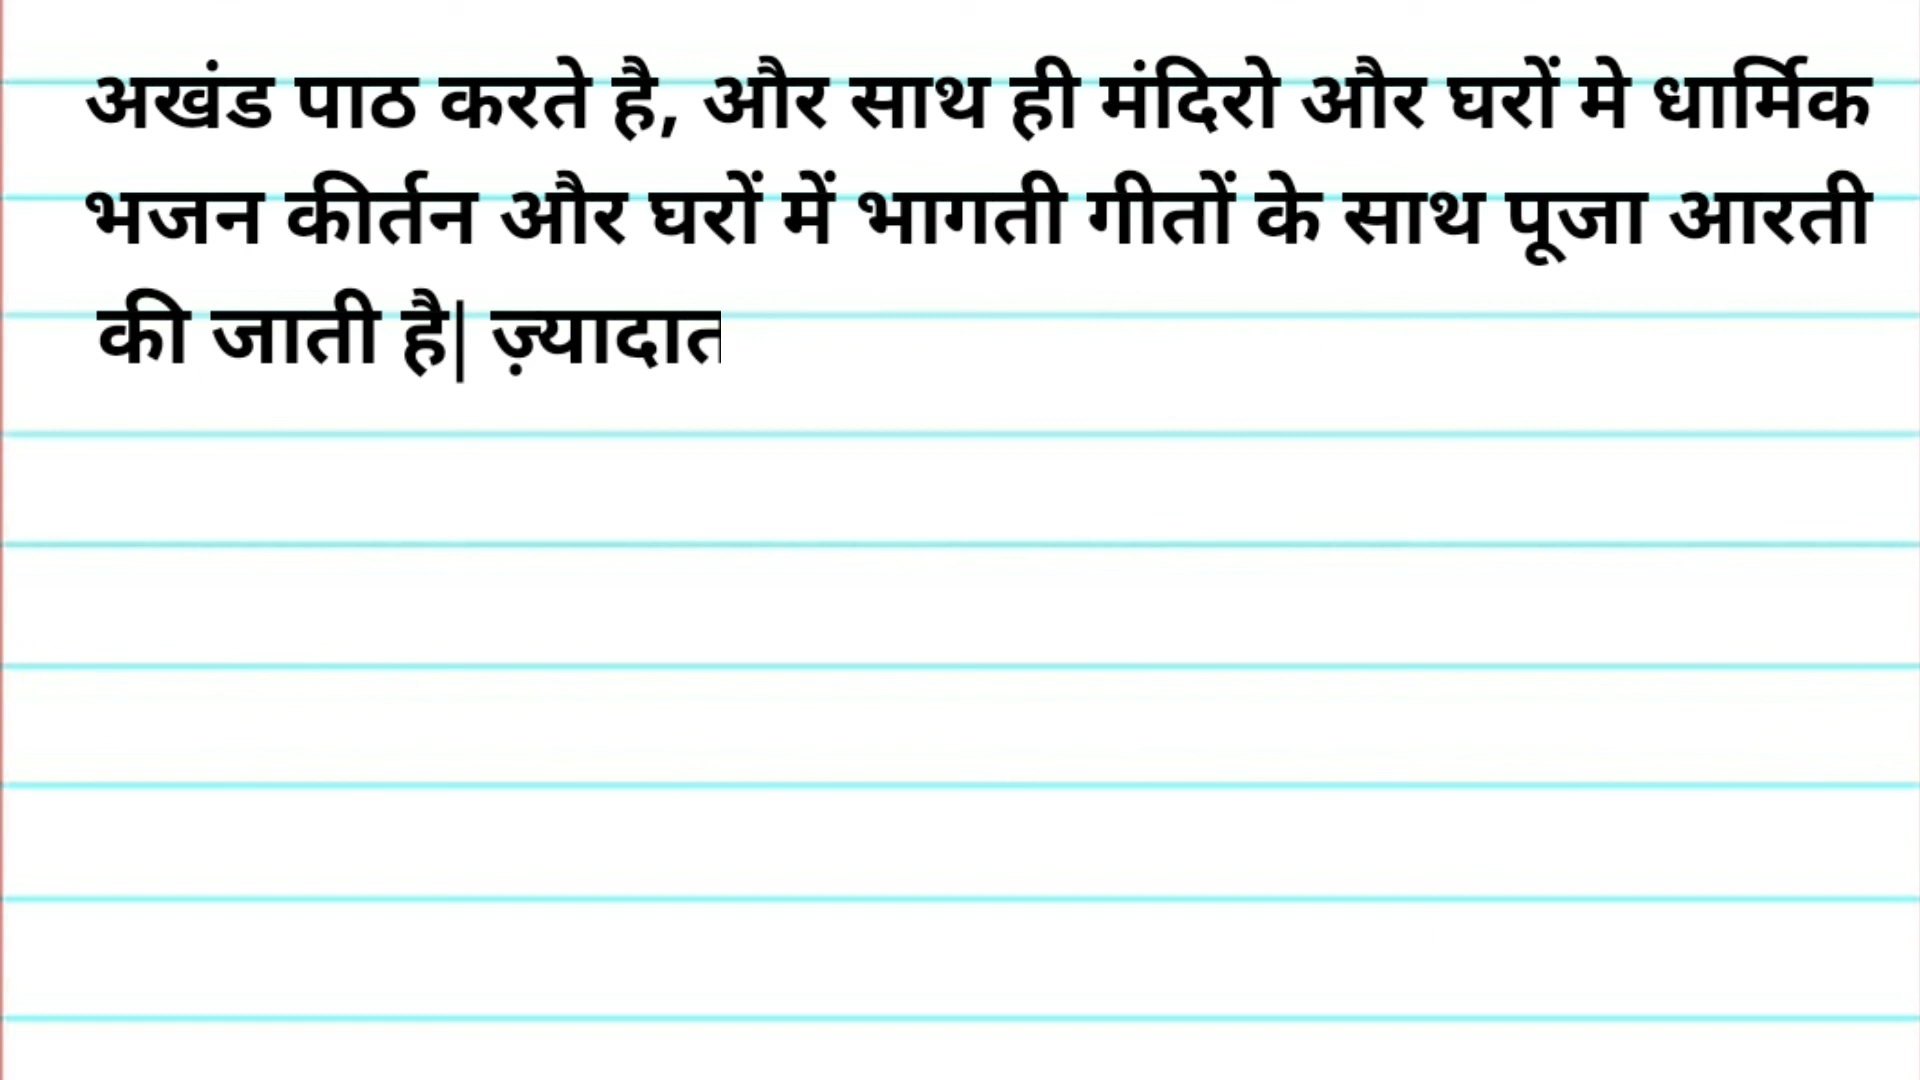 अखंड पाठ करते है, और साथ ही मंदिरो और घरों मे धार्मिक
भजन कीर्तन और घरों में भागती गीतों के साथ पूजा आरती
की जाती है| ज़्यादात